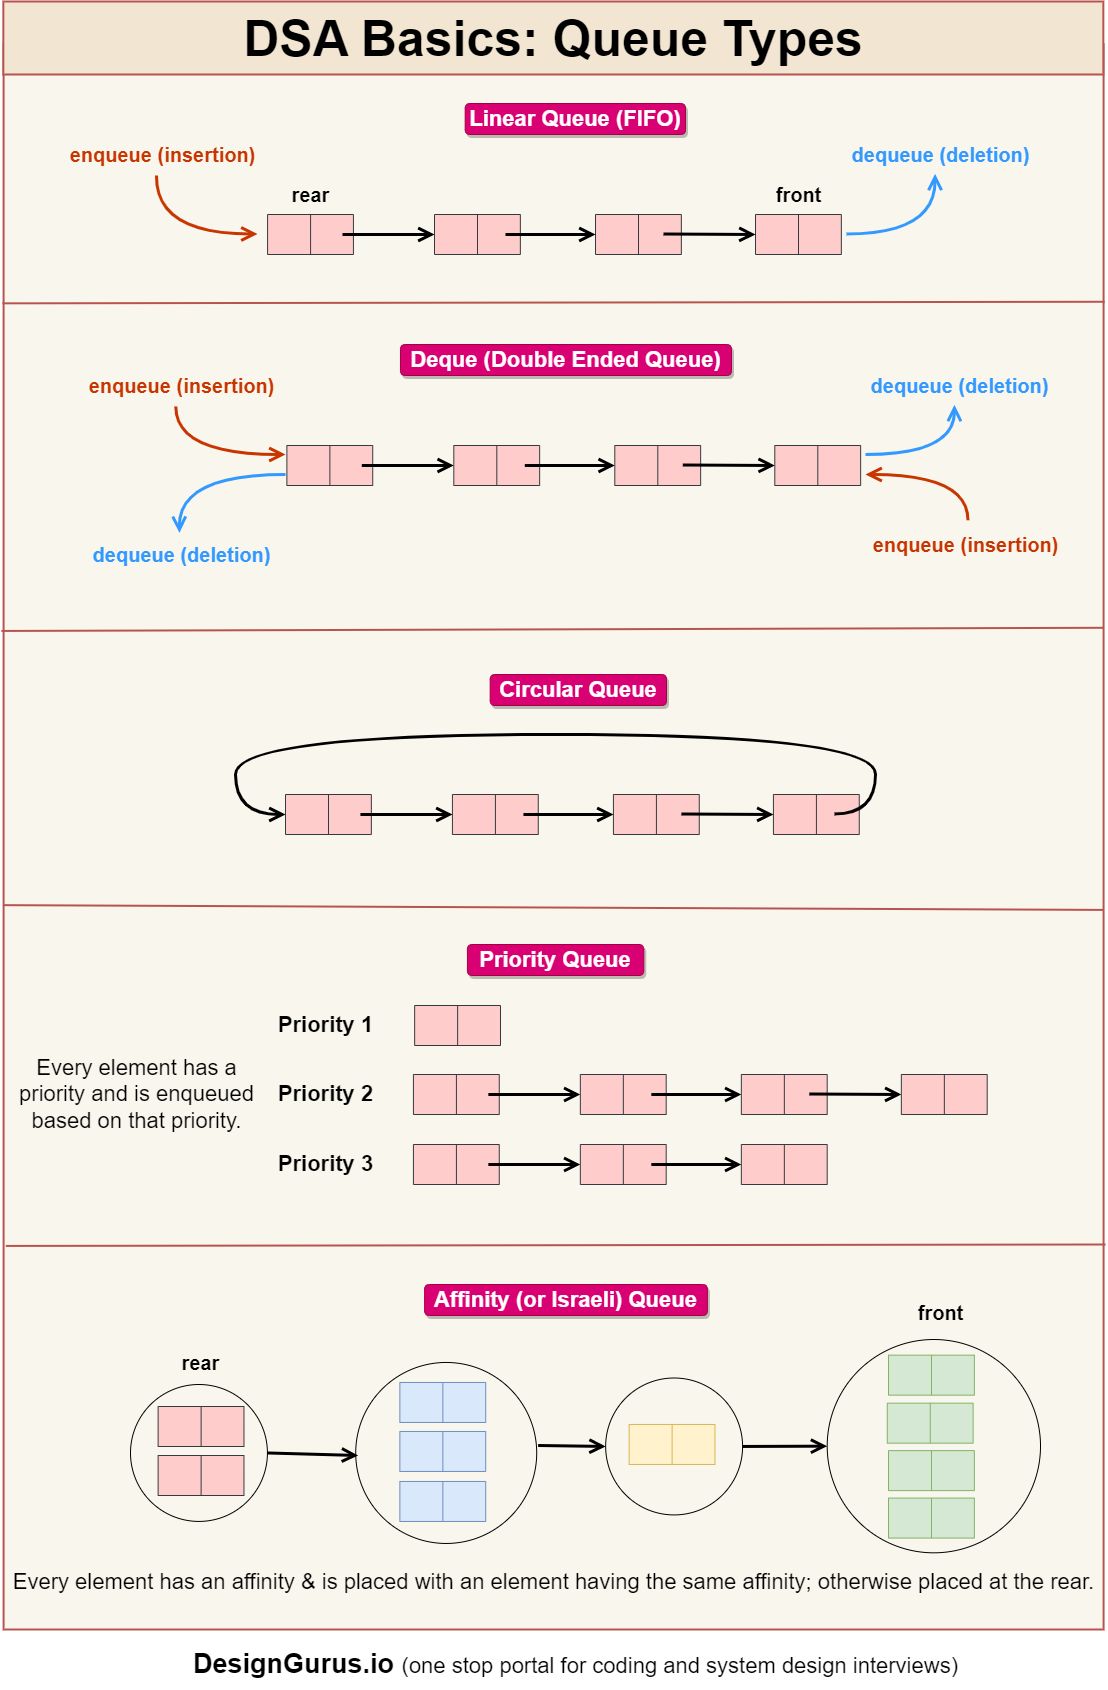 DSA Basics: Queue Types
Linear Queue (FIFO)
enqueue (insertion)
dequeue (deletion)
rear
front
Deque (Double Ended Queue)
enqueue (insertion)
dequeue (deletion)
dequeue (deletion)
enqueue (insertion)
Circular Queue
Priority Queue
Every element has a
priority and is enqueued
based on that priority.
Priority 1
Priority 2
Priority 3
Affinity (or Israeli) Queue
front
rear
Every element has an affinity & is placed with an element having the same affinity; otherwise placed at the rear.
DesignGurus.io (one stop portal for coding and system design interviews)